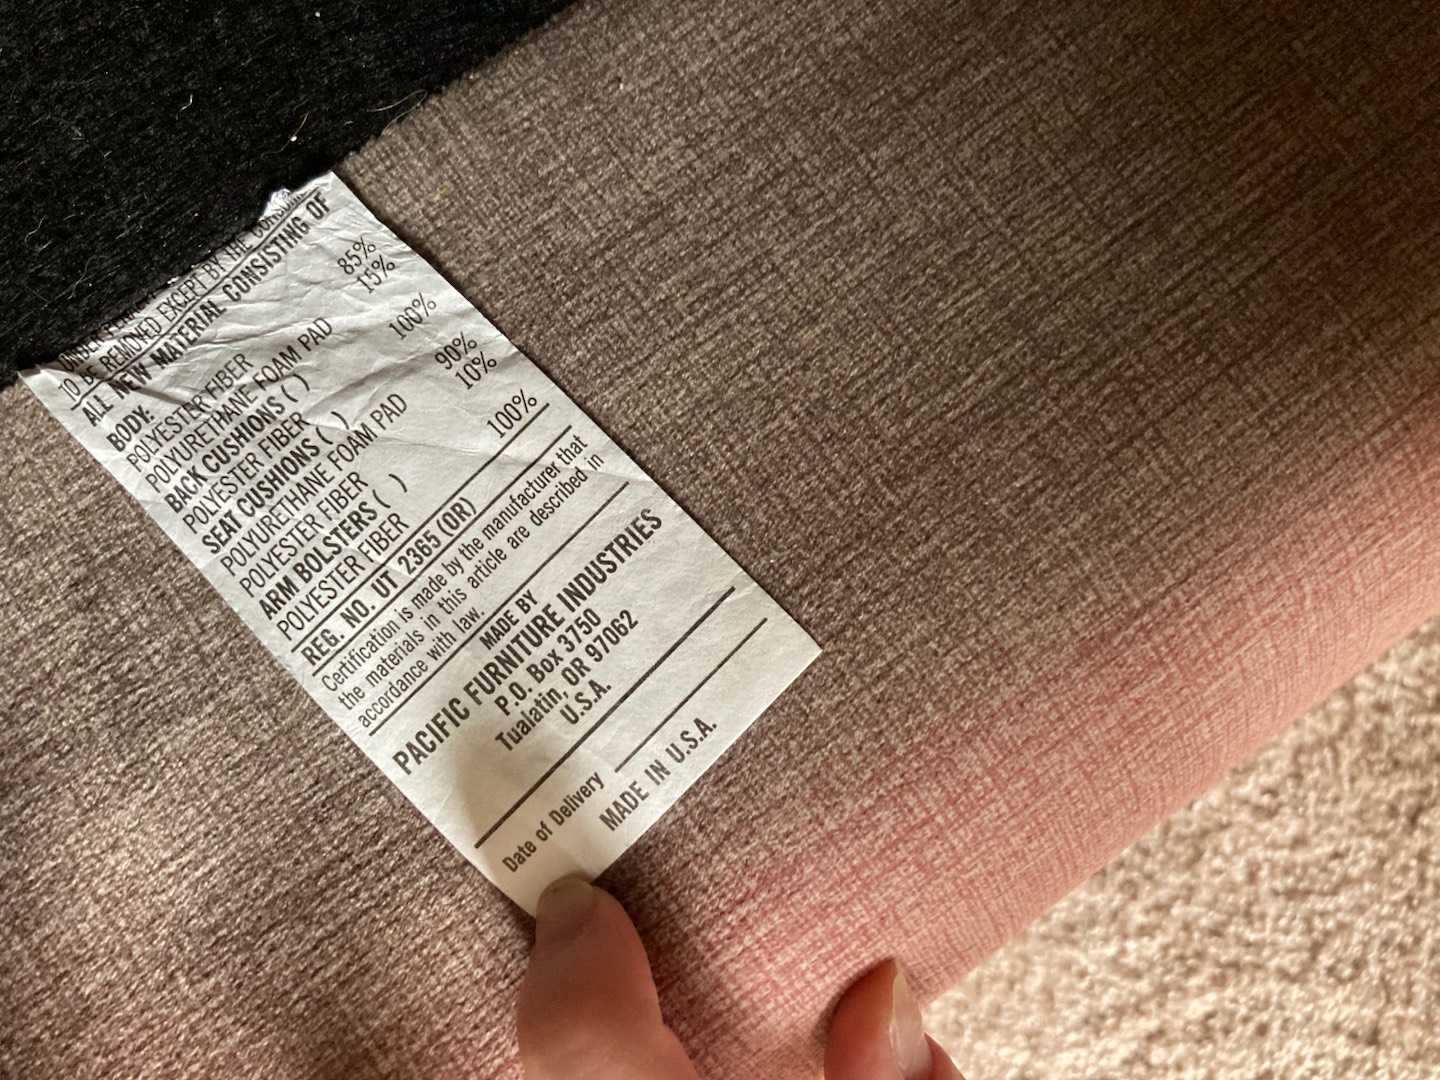 TO BE REMOVED EXCEPT BY THE
ALL NEW MATERIAL CONSISTING OF
BODY:
POLYESTER FIBER 85%
POLYURETHANE FOAM PAD 15%
BACK CUSHIONS ( )
POLYESTER FIBER 100%
SEAT CUSHIONS ( )
POLYURETHANE FOAM PAD 90%
POLYESTER FIBER 10%
ARM BOLSTERS ( )
POLYESTER FIBER 100%
REG. NO. UT 2365 (OR)
Certification is made by the manufacturer that
the materials in this article are described in
accordance with law.
MADE BY
PACIFIC FURNITURE INDUSTRIES
P.O. Box 3750
Tualatin, OR 97062
U.S.A.
Date of Delivery
MADE IN U.S.A.